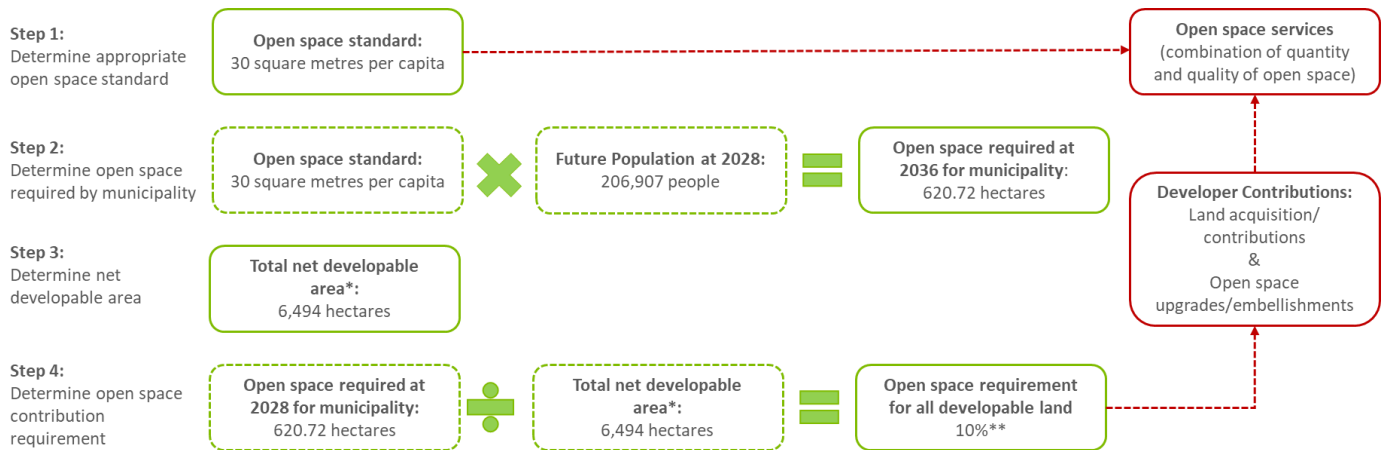 Step 1:
Determine appropriate
open space standard
Open space standard:
30 square metres per capita
Open space services
(combination of quantity
and quality of open space)
Step 2:
Determine open space
required by municipality
Open space standard:
30 square metres per capita
Future Population at 2028:
206,907 people
Open space required at
2036 for municipality:
620.72 hectares
Developer Contributions:
Land acquisition/
contributions
&
Open space
upgrades/embellishments
Step 3:
Determine net
developable area
Total net developable
area*:
6,494 hectares
Step 4:
Determine open space
contribution
requirement
Open space required at
2028 for municipality:
620.72 hectares
Total net developable
area*:
6,494 hectares
Open space requirement
for all developable land
10%**